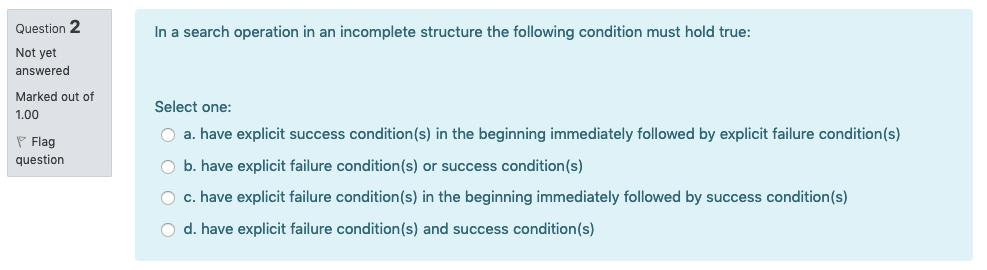 Question 2
Not yet
answered
Marked out of
1.00
Flag
question
In a search operation in an incomplete structure the following condition must hold true:
Select one:
a. have explicit success condition(s) in the beginning immediately followed by explicit failure condition(s)
b. have explicit failure condition(s) or success condition(s)
c. have explicit failure condition(s) in the beginning immediately followed by success condition(s)
d. have explicit failure condition(s) and success condition(s)